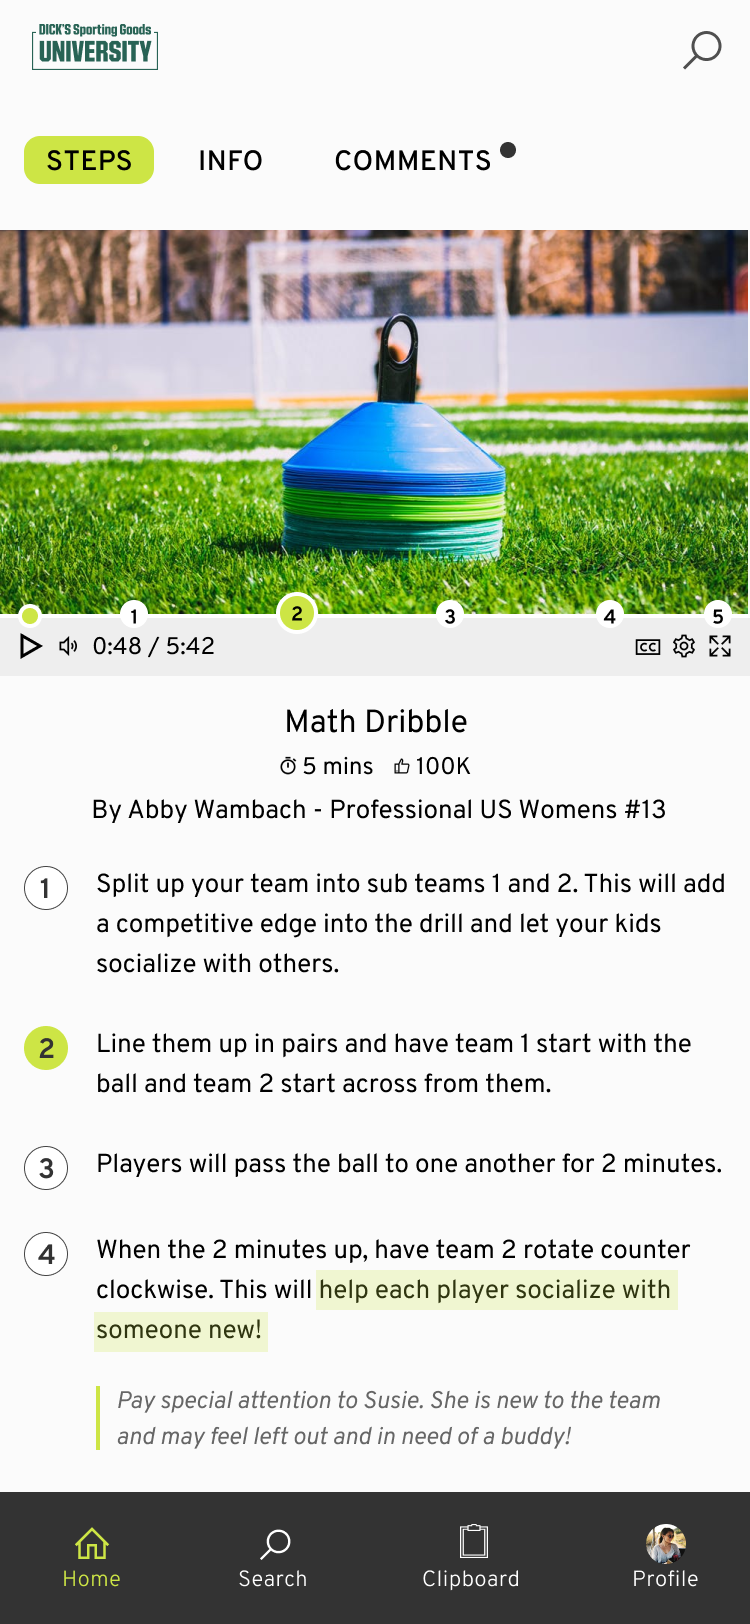 DICK'S Sporting Goods
UNIVERSITY
STEPS INFO COMMENTS
1 2 3 4 5
0:48 / 5:42 CC
Math Dribble
5 mins 100K
By Abby Wambach - Professional US Womens #13
1 Split up your team into sub teams 1 and 2. This will add
a competitive edge into the drill and let your kids
socialize with others.
2 Line them up in pairs and have team 1 start with the
ball and team 2 start across from them.
3 Players will pass the ball to one another for 2 minutes.
4 When the 2 minutes up, have team 2 rotate counter
clockwise. This will help each player socialize with
someone new!
Pay special attention to Susie. She is new to the team
and may feel left out and in need of a buddy!
Home Search Clipboard Profile